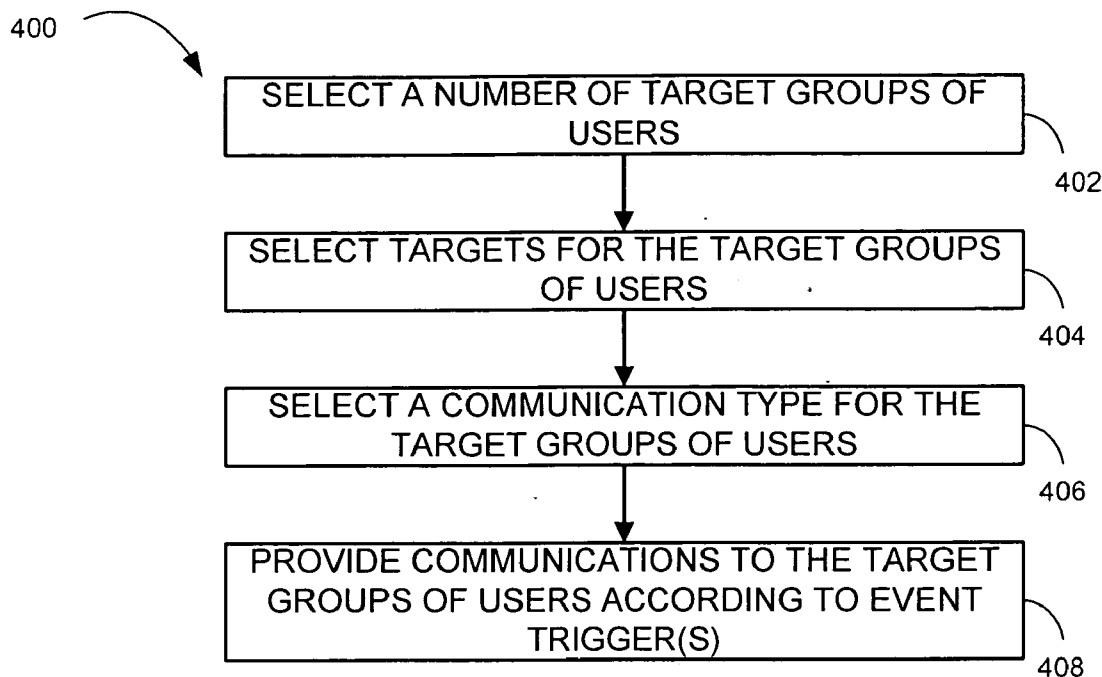 400
SELECT A NUMBER OF TARGET GROUPS OF
USERS
402
SELECT TARGETS FOR THE TARGET GROUPS
OF USERS
404
SELECT A COMMUNICATION TYPE FOR THE
TARGET GROUPS OF USERS
406
PROVIDE COMMUNICATIONS TO THE TARGET
GROUPS OF USERS ACCORDING TO EVENT
TRIGGER(S)
408